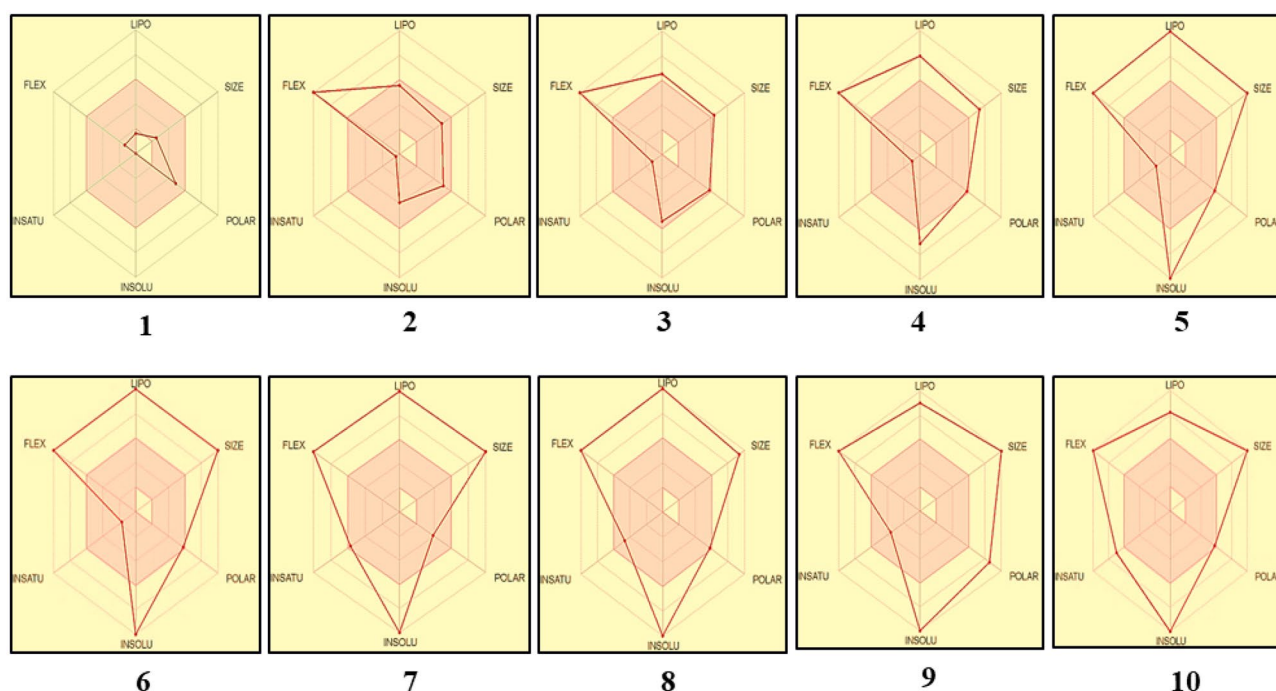 LIPO
FLEX
SIZE
INSATU
POLAR
INSOLU
1
LIPO
FLEX
SIZE
INSATU
POLAR
INSOLU
2
LIPO
FLEX
SIZE
INSATU
POLAR
INSOLU
3
LIPO
FLEX
SIZE
INSATU
POLAR
INSOLU
4
LIPO
FLEX
SIZE
INSATU
POLA
INSOLU
5
LIPO
FLEX
SIZE
INSATU
POLAR
INSOLU
6
LIPO
FLEX
SIZE
INSATU
POLAR
INSOLU
7
LIPO
FLEX
SIZE
INSATU
POLAR
INSOLU
8
LIPO
FLEX
SIZE
INSATU
POLAR
INSOLU
9
LIPO
FLEX
SIZE
INSATU
POLA
INSOLU
10